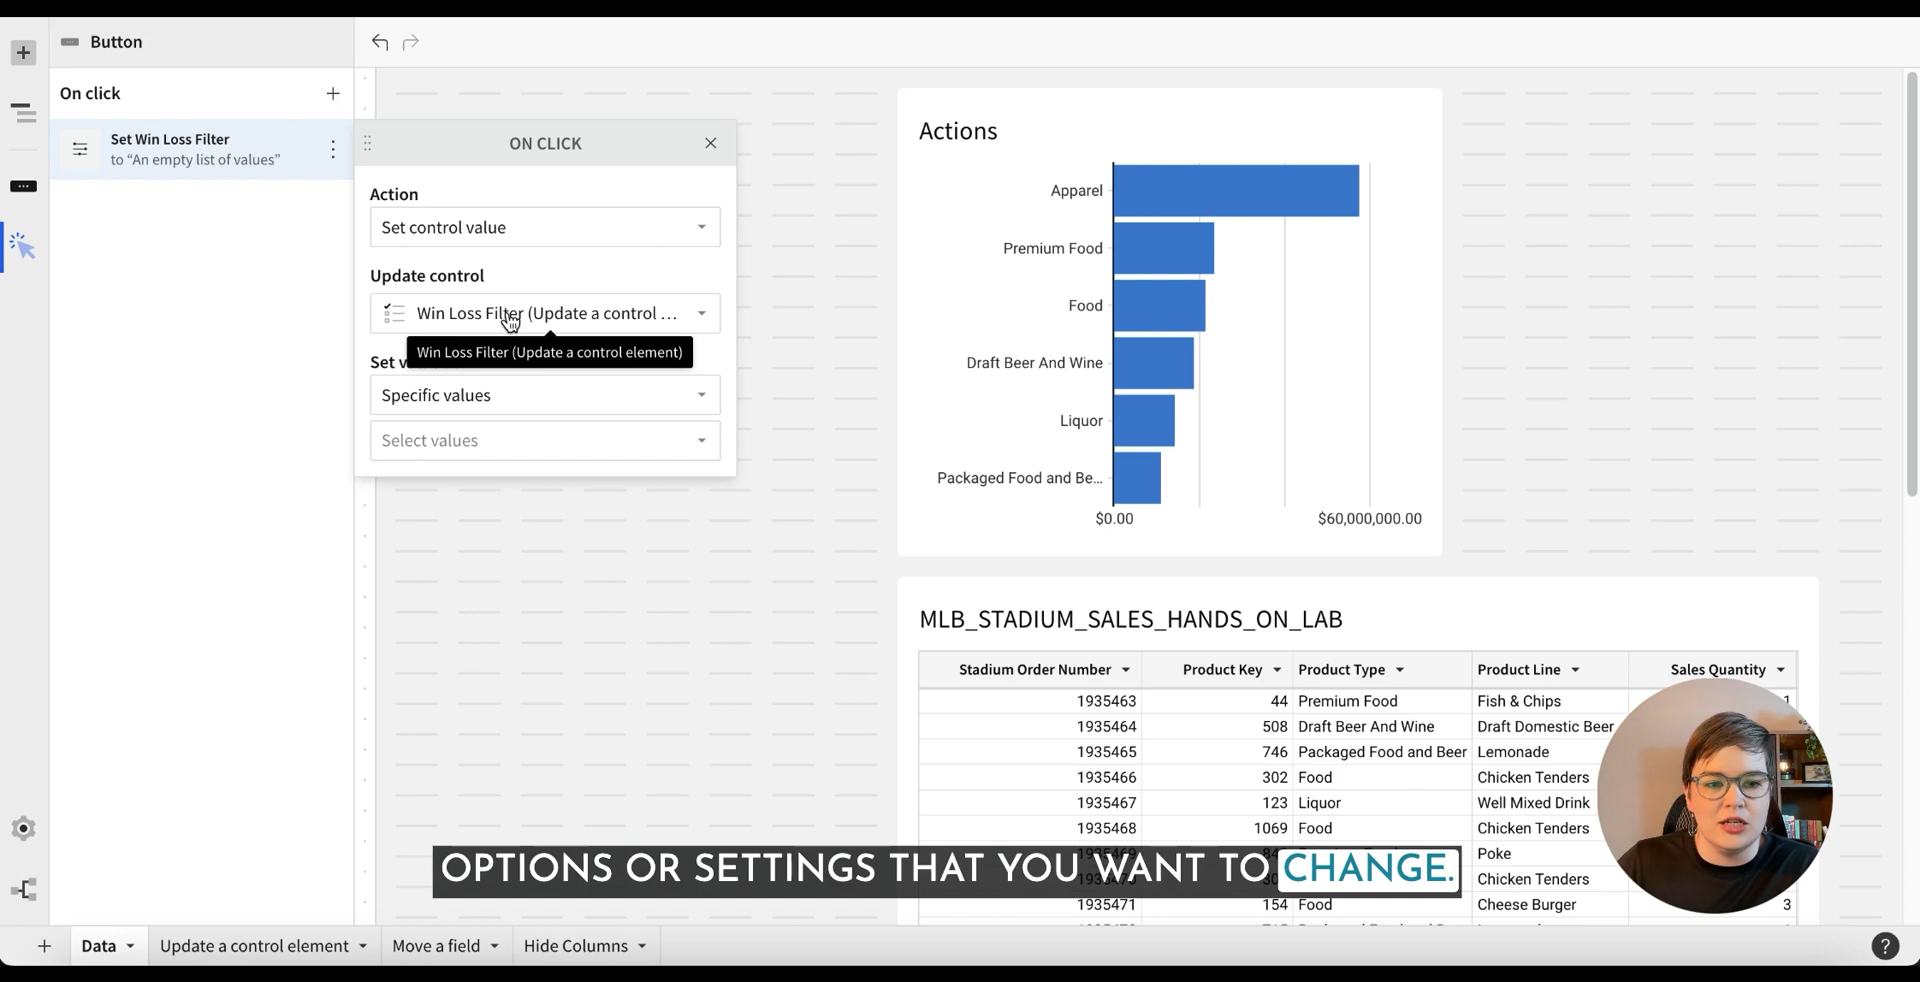 Button
On click
Set Win Loss Filter
to “An empty list of values”
ON CLICK
Action
Set control value
Update control
Win Loss Filter (Update a control ...
Win Loss Filter (Update a control element)
Set v
Specific values
Select values
Actions
Apparel
Premium Food
Food
Draft Beer And Wine
Liquor
Packaged Food and Be...
$0.00 $60,000,000.00
MLB_STADIUM_SALES_HANDS_ON_LAB
Stadium Order Number Product Key Product Type Product Line Sales Quantity
1935463 44 Premium Food Fish & Chips 1
1935464 508 Draft Beer And Wine Draft Domestic Beer
1935465 746 Packaged Food and Beer Lemonade
1935466 302 Food Chicken Tenders
1935467 123 Liquor Well Mixed Drink
1935468 1069 Food Chicken Tenders
Poke
OPTIONS OR SETTINGS THAT YOU WANT TO CHANGE.
Chicken Tenders
1935471 154 Food Cheese Burger 3
Data Update a control element Move a field Hide Columns